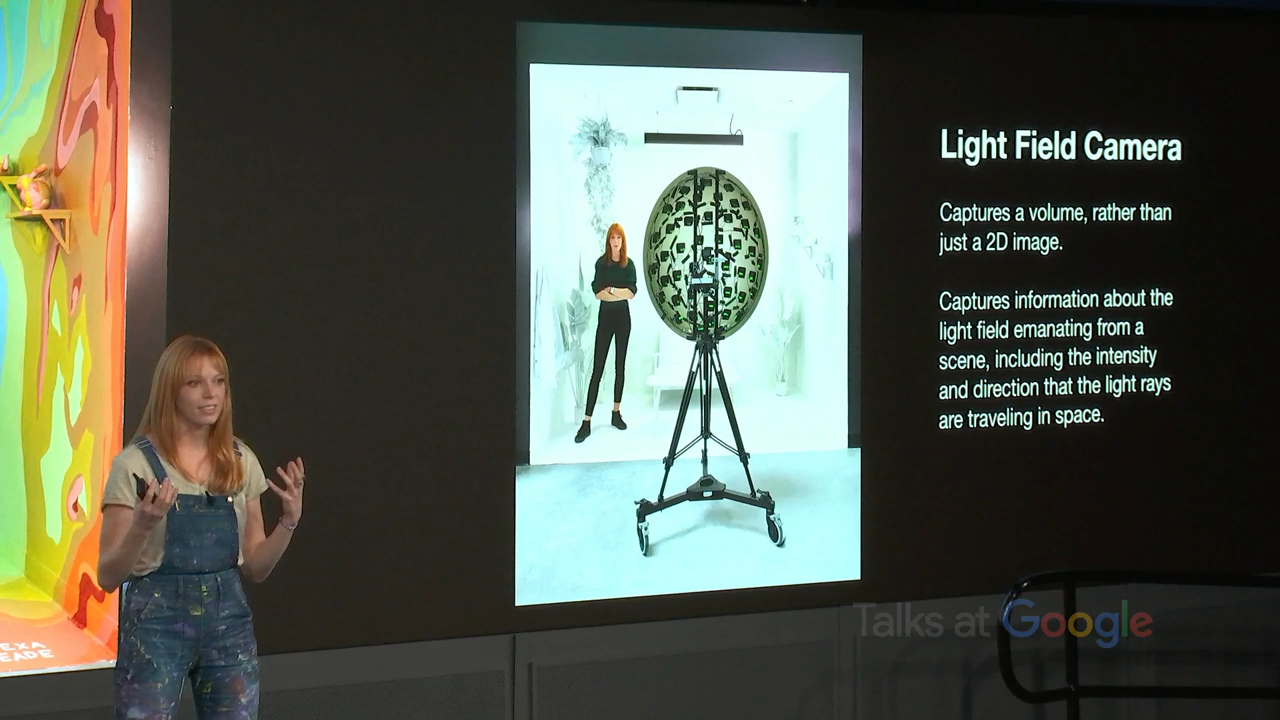 Light Field Camera
Captures a volume, rather than
just a 2D image.
Captures information about the
light field emanating from a
scene, including the intensity
and direction that the light rays
are traveling in space.
Talks at Google
EXA
EADE